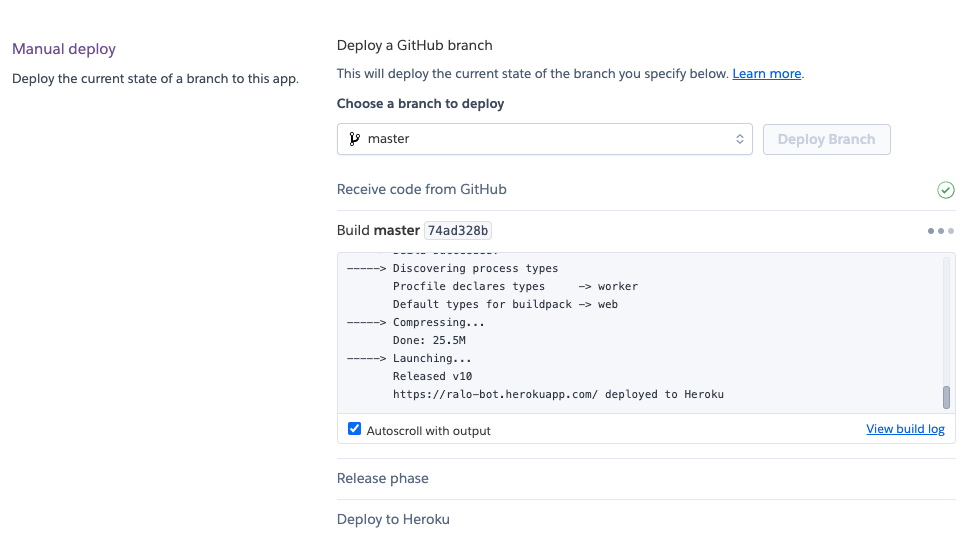 Manual deploy
Deploy the current state of a branch to this app.
Deploy a GitHub branch
This will deploy the current state of the branch you specify below. Learn more.
Choose a branch to deploy
master
Deploy Branch
Receive code from GitHub
Build master 74ad328b
-----> Discovering process types
Procfile declares types     -> worker
Default types for buildpack -> web
-----> Compressing...
Done: 25.5M
-----> Launching...
Released v10
https://ralo-bot.herokuapp.com/ deployed to Heroku
Autoscroll with output
View build log
Release phase
Deploy to Heroku